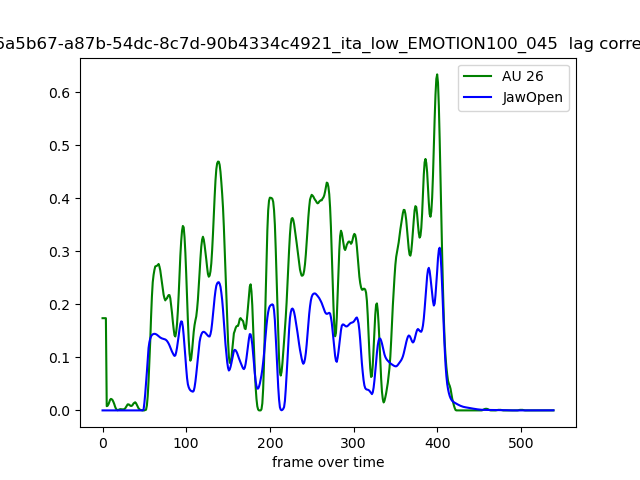 6a5b67-a87b-54dc-8c7d-90b4334c4921_ita_low_EMOTION100_045 lag corre
AU 26
JawOpen
0.6
0.5
0.4
0.3
0.2
0.1
0.0
0 100 200 300 400 500
frame over time